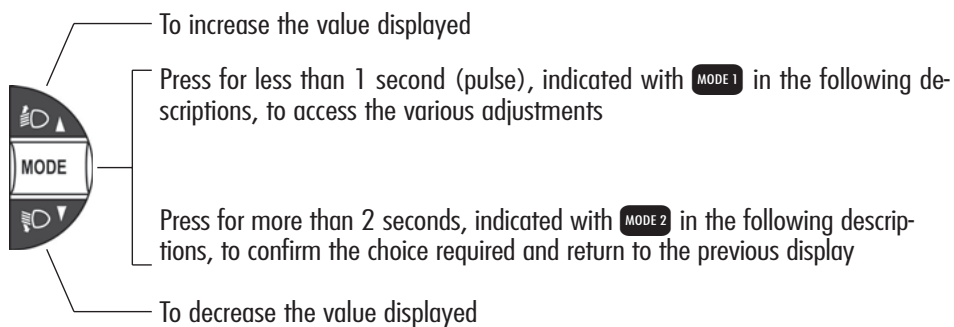 To increase the value displayed
Press for less than 1 second (pulse), indicated with MODE 1 in the following de-
scriptions, to access the various adjustments
MODE
Press for more than 2 seconds, indicated with MODE 2 in the following descrip-
tions, to confirm the choice required and return to the previous display
To decrease the value displayed